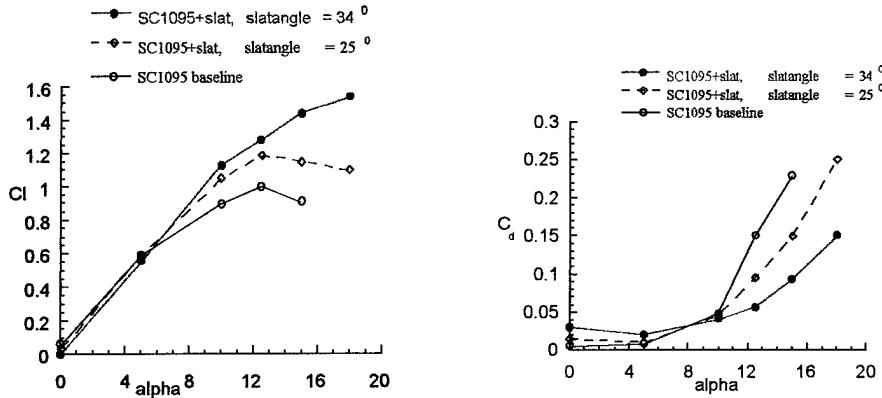 SC1095+slat, slatangle = 34 0
SC1095+slat, slatangle = 25 0
SC1095 baseline
1.6
1.4
1.2
1
Cl
0.8
0.6
0.4
0.2
0
0 4 8 12 16 20
alpha
SC1095+slat, slatangle = 34 0
SC1095+slat, slatangle = 25 0
SC1095 baseline
0.3
0.25
0.2
Cd
0.15
0.1
0.05
0
0 4 8 12 16 20
alpha